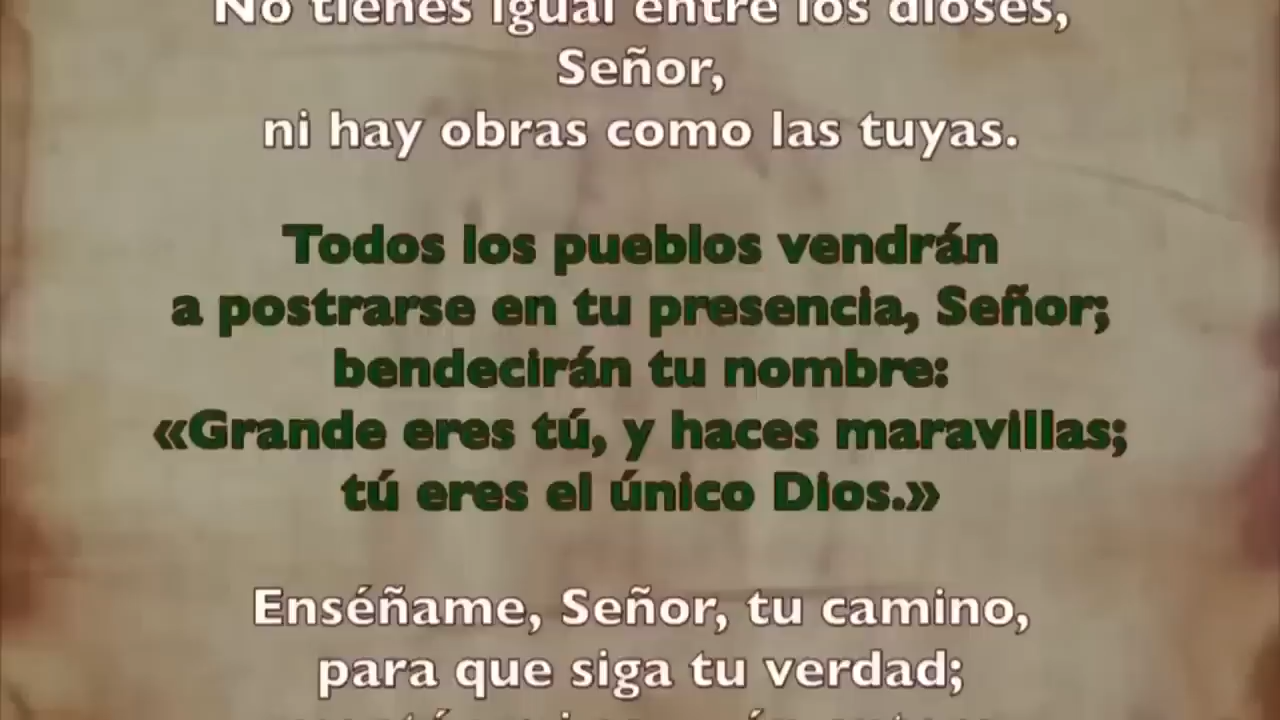 No tienes igual entre los dioses,
Señor,
ni hay obras como las tuyas.
Todos los pueblos vendrán
a postrarse en tu presencia, Señor;
bendecirán tu nombre:
«Grande eres tú, y haces maravillas;
tú eres el único Dios.»
Enséñame, Señor, tu camino,
para que siga tu verdad;